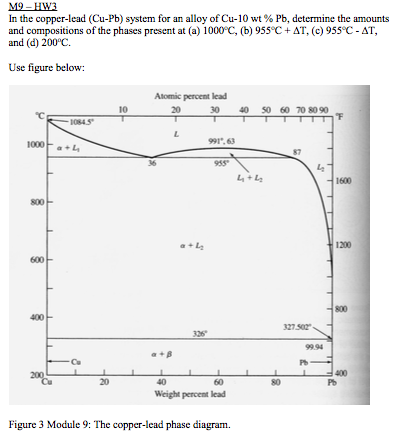 M9 – HW3
In the copper-lead (Cu-Pb) system for an alloy of Cu-10 wt % Pb, determine the amounts
and compositions of the phases present at (a) 1000°C, (b) 955°C + ΔT, (c) 955°C - ΔT,
and (d) 200°C.
Use figure below:
Atomic percent lead
10 20 30 40 50 60 70 80 90
°C °F
1084.5°
L
991°, 63
1000
α + L₁
87
36
955°
L₂
L₁ + L₂
1600
800
α + L₂
1200
600
800
400
327.502°
326°
99.94
α + β
Cu
Pb
200
400
Cu 20 40 60 80 Pb
Weight percent lead
Figure 3 Module 9: The copper-lead phase diagram.